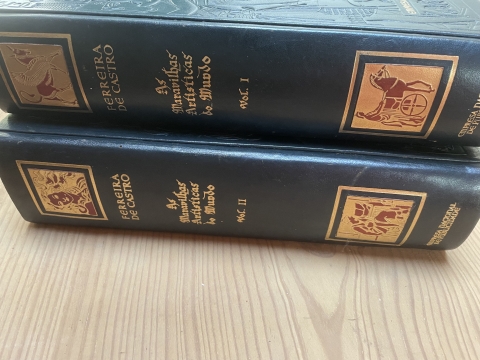 FERREIRA
DE CASTRO
As
Maravilhas
Artísticas
do Mundo
Vol. I
FERREIRA
DE CASTRO
As
Maravilhas
Artísticas
do Mundo
Vol. II
EMPRESA